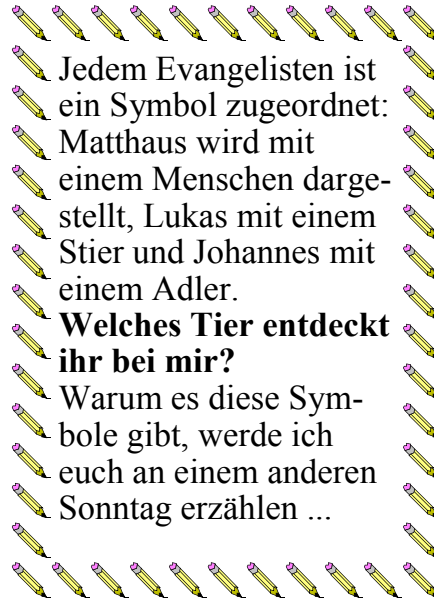 Jedem Evangelisten ist
ein Symbol zugeordnet:
Matthaus wird mit
einem Menschen darge-
stellt, Lukas mit einem
Stier und Johannes mit
einem Adler.
Welches Tier entdeckt
ihr bei mir?
Warum es diese Sym-
bole gibt, werde ich
euch an einem anderen
Sonntag erzählen ...